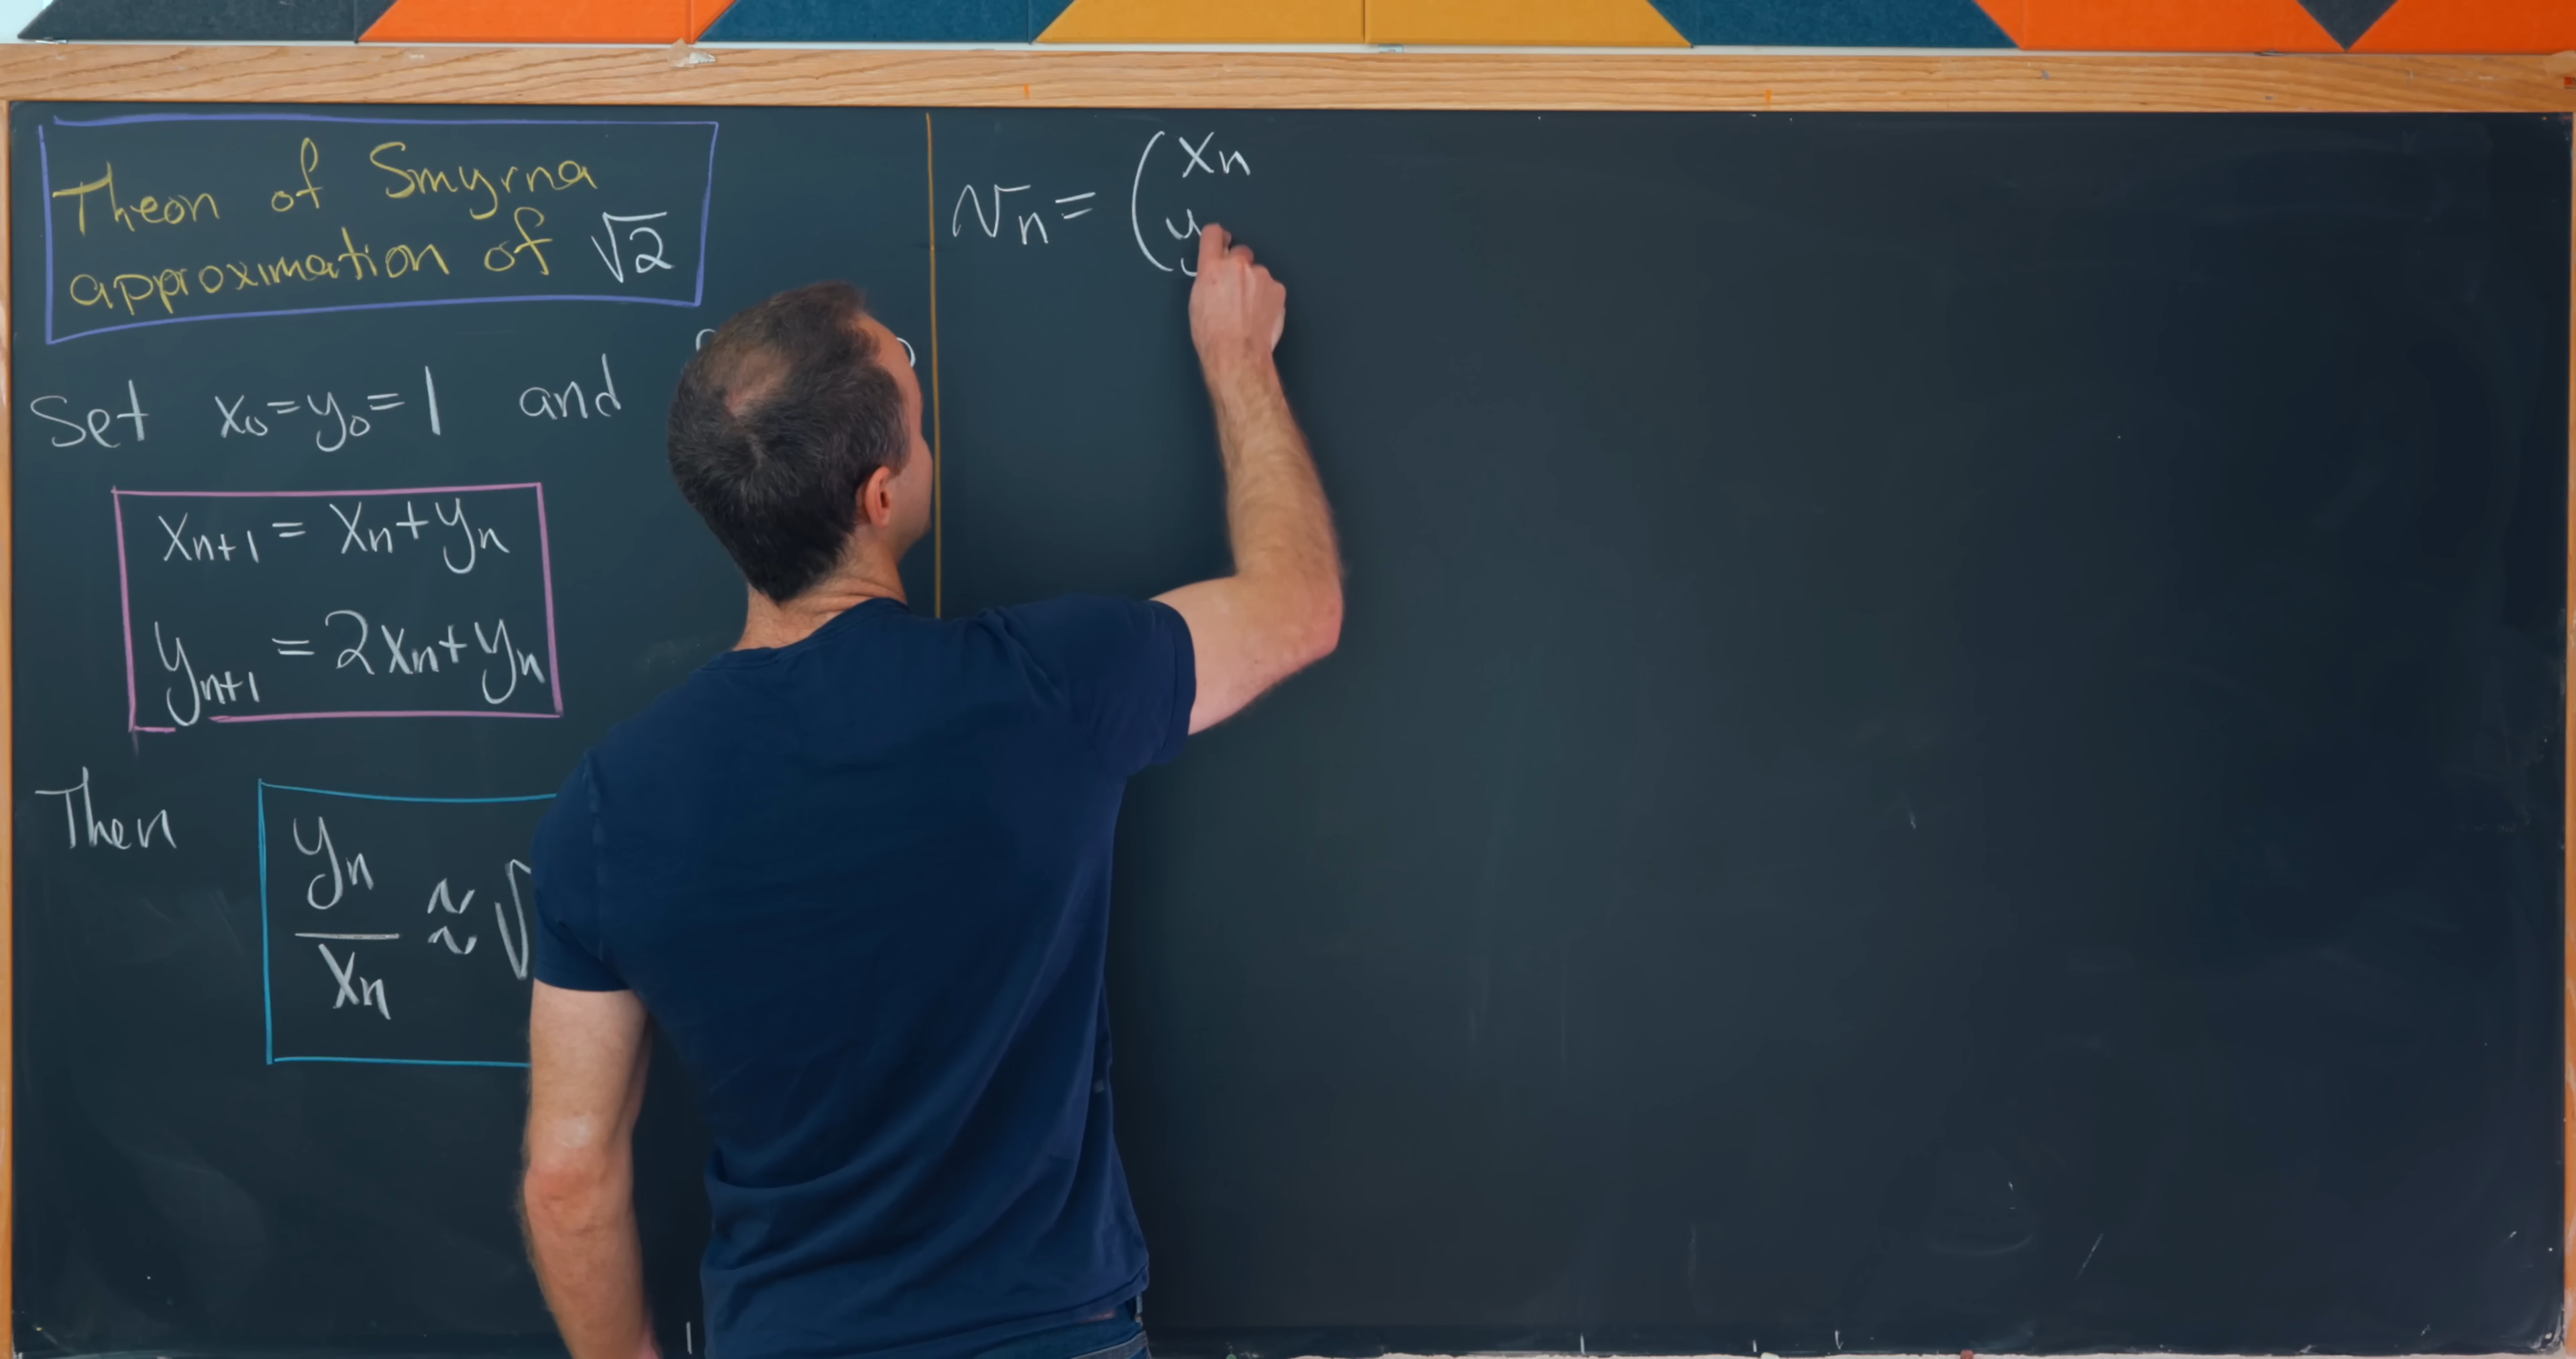 Theon of Smyrna
approximation of √2
Set x₀=y₀=1 and
xₙ₊₁ = xₙ+yₙ
yₙ₊₁ = 2xₙ+yₙ
Then
yₙ
xₙ
≈ √
vₙ = (xₙ
y